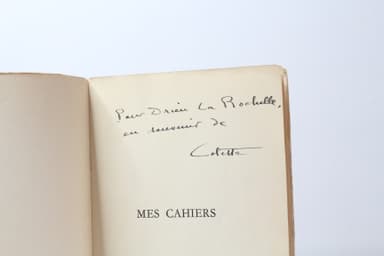 Pour Drieu La Rochelle,
en souvenir de
Colette
MES CAHIERS